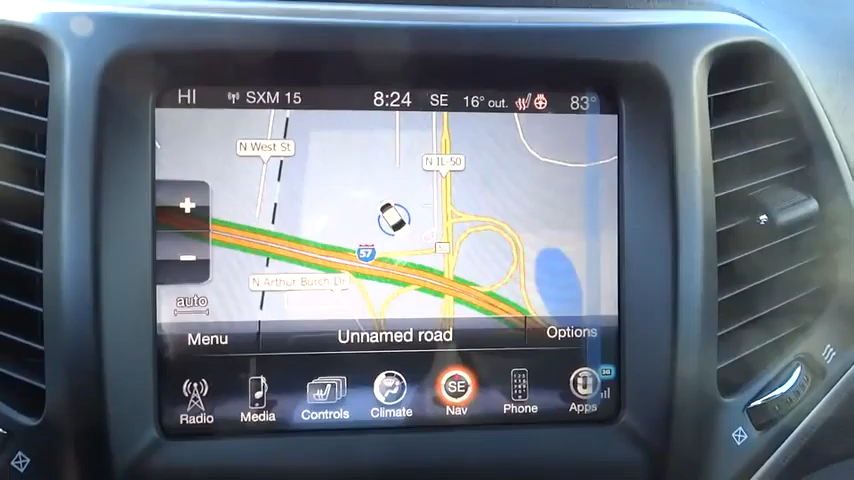 HI SXM 15 8:24 SE 16° out. 83°
N West St
N IL-50
57
N Arthur Burch Dr
auto
Menu Unnamed road Options
SE
3G
Radio Media Controls Climate Nav Phone Apps